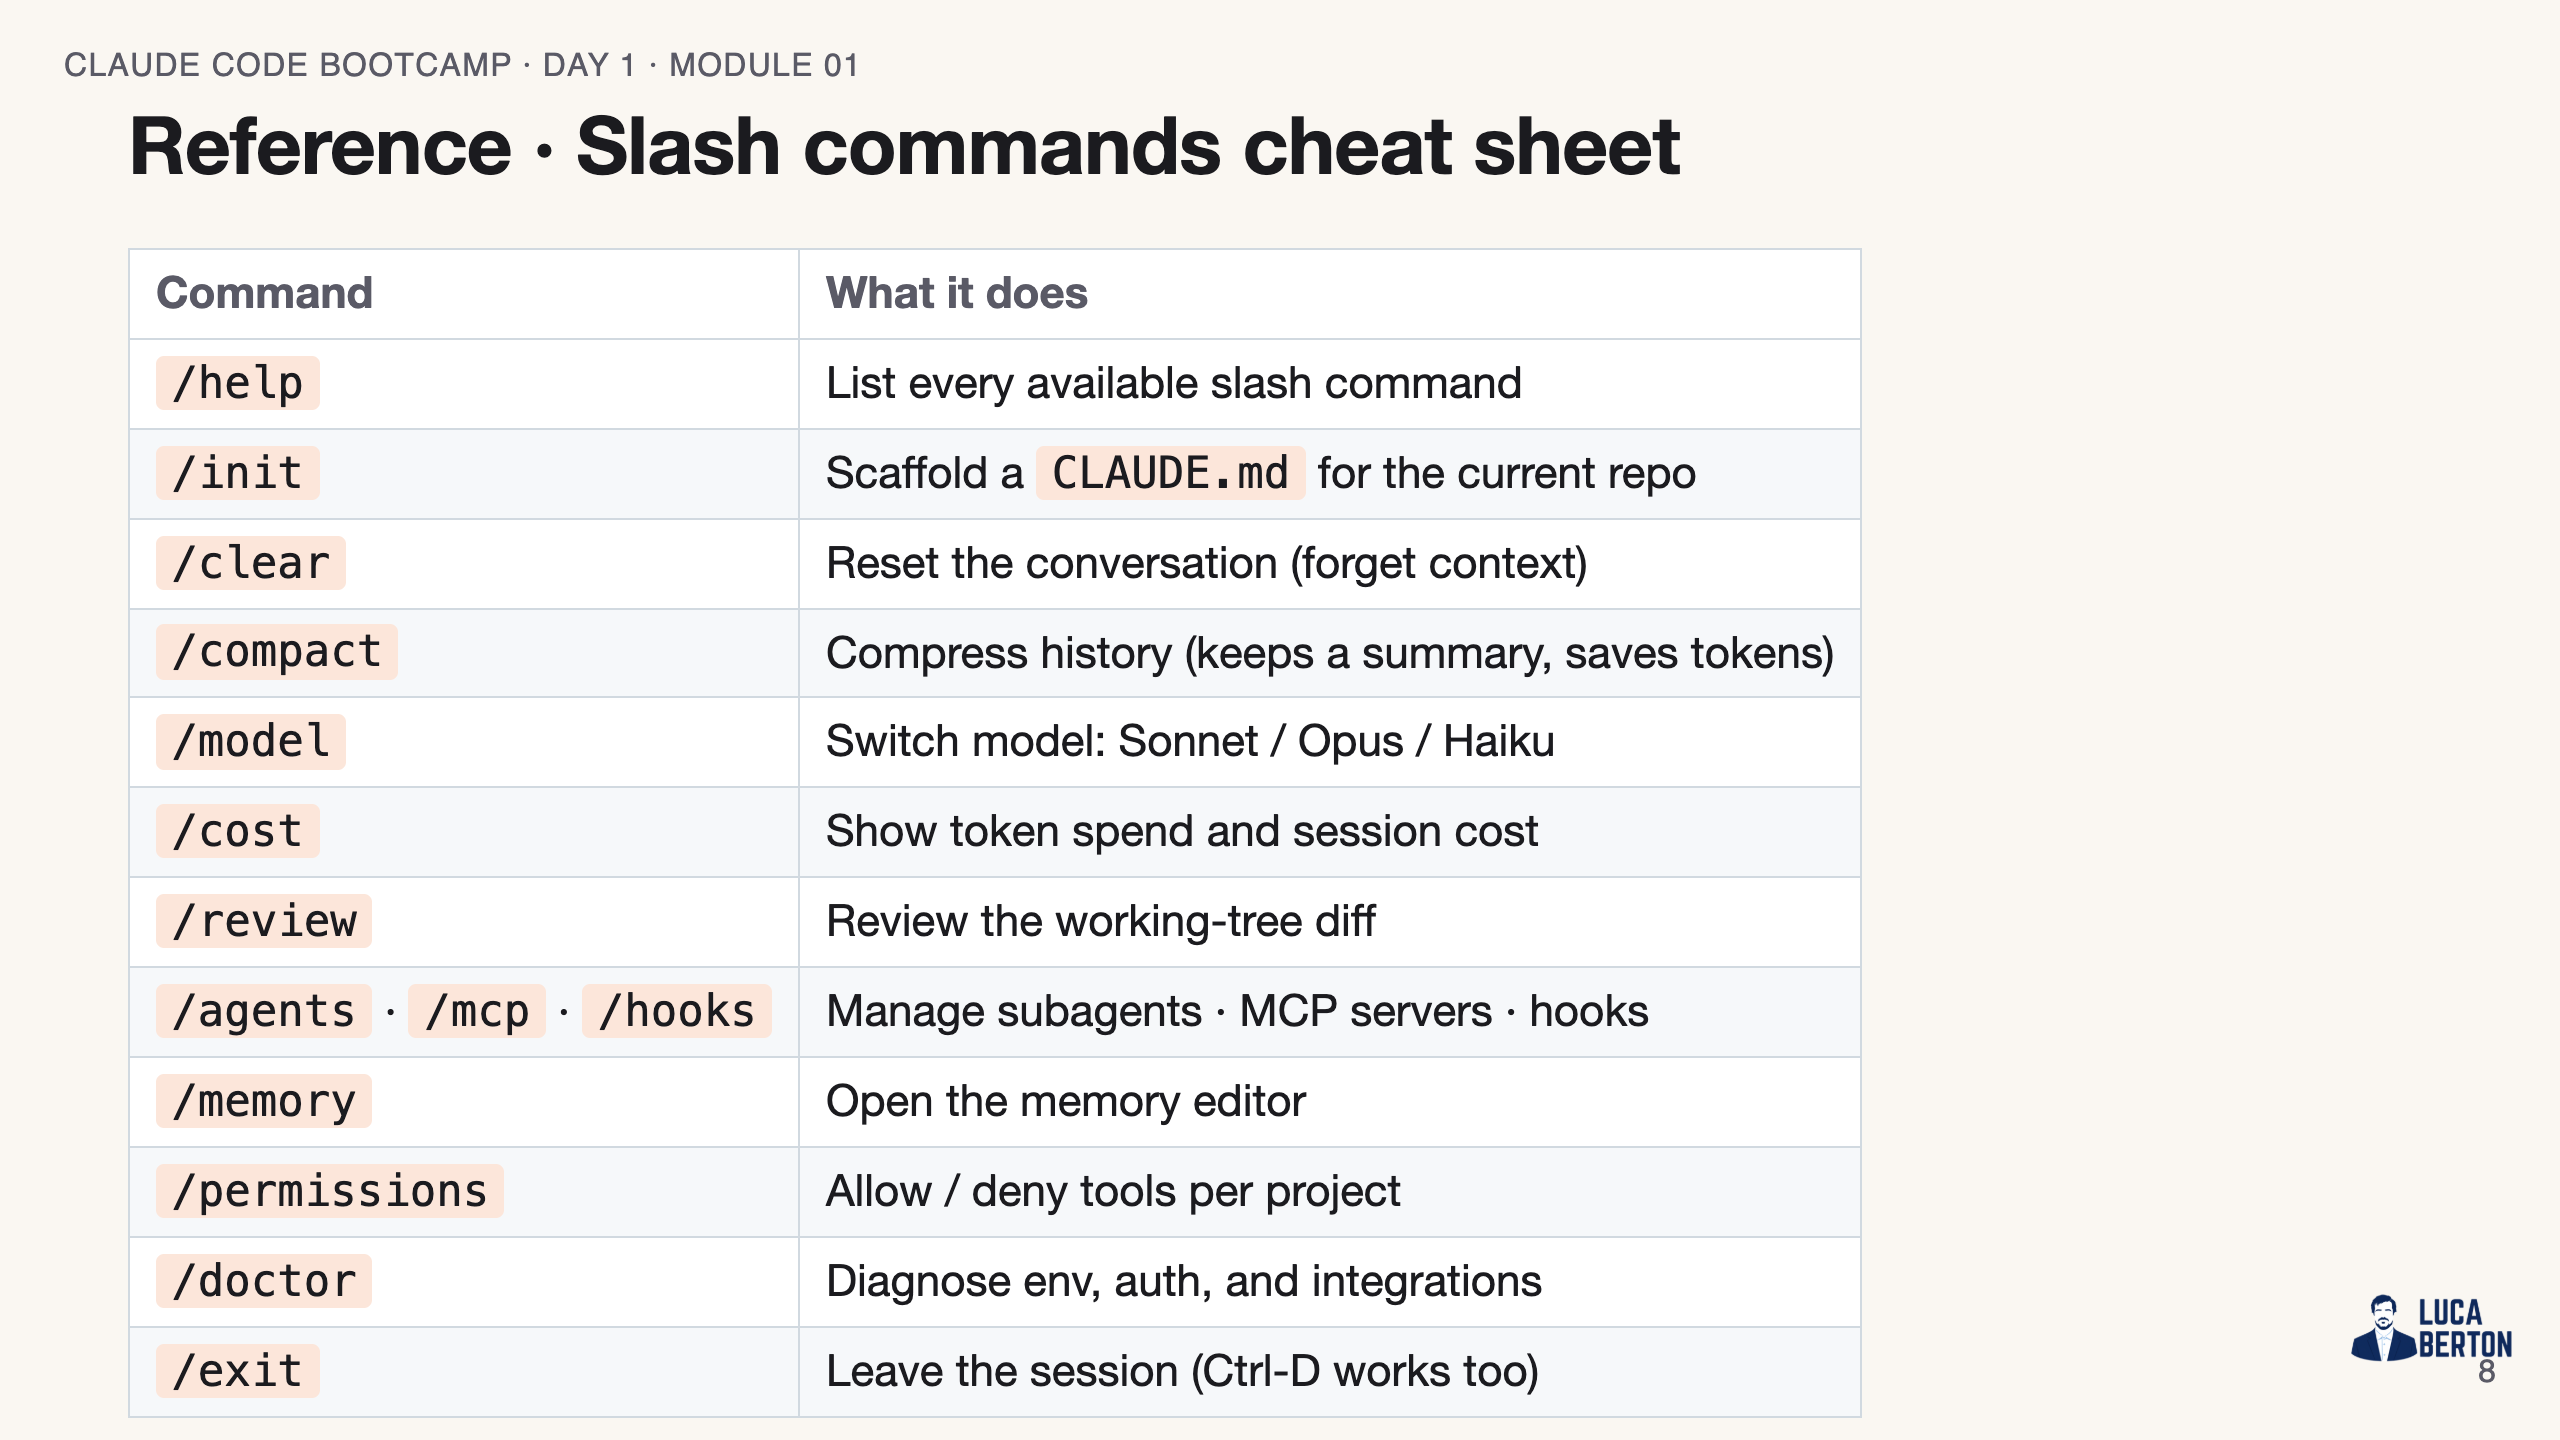 CLAUDE CODE BOOTCAMP · DAY 1 · MODULE 01
Reference · Slash commands cheat sheet
Command What it does
/help List every available slash command
/init Scaffold a CLAUDE.md for the current repo
/clear Reset the conversation (forget context)
/compact Compress history (keeps a summary, saves tokens)
/model Switch model: Sonnet / Opus / Haiku
/cost Show token spend and session cost
/review Review the working-tree diff
/agents · /mcp · /hooks Manage subagents · MCP servers · hooks
/memory Open the memory editor
/permissions Allow / deny tools per project
/doctor Diagnose env, auth, and integrations
/exit Leave the session (Ctrl-D works too)
LUCA
BERTON
8